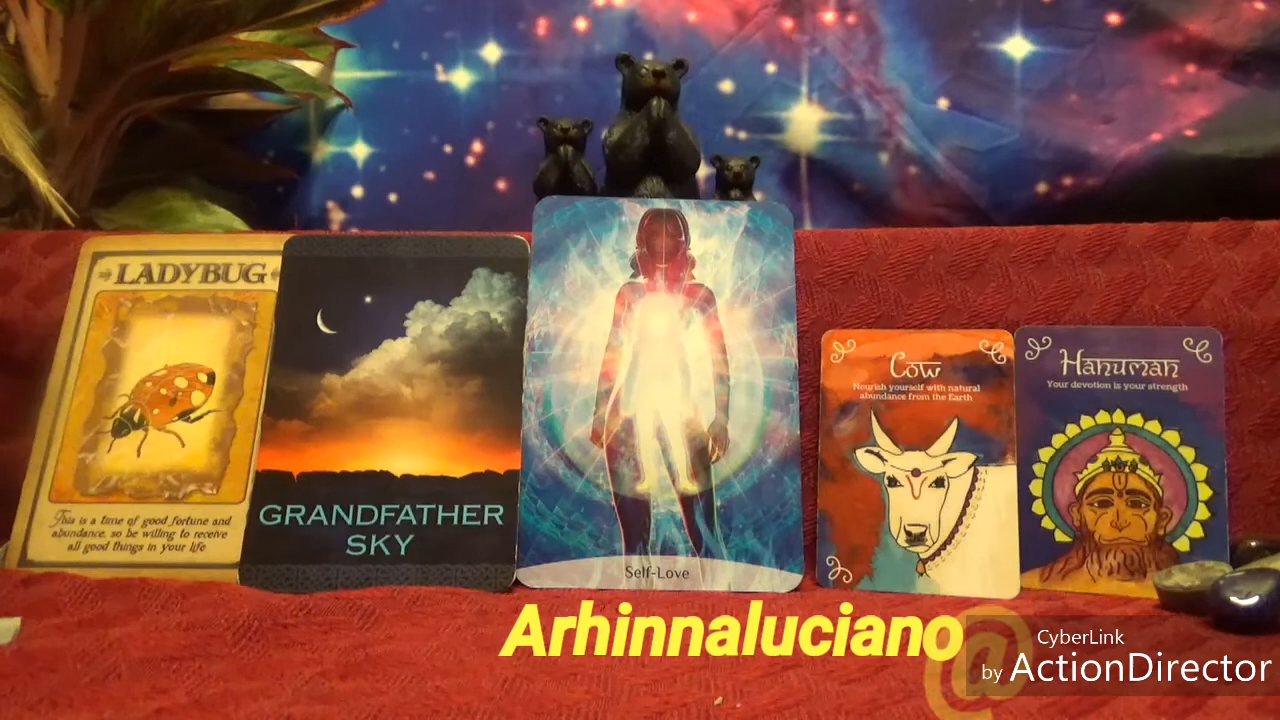 LADYBUG
This is a time of good fortune and
abundance, so be willing to receive
all good things in your life
GRANDFATHER
SKY
Self-Love
Cow
Nourish yourself with natural
abundance from the Earth
Hanuman
Your devotion is your strength
Arhinnaluciano@
CyberLink
by ActionDirector